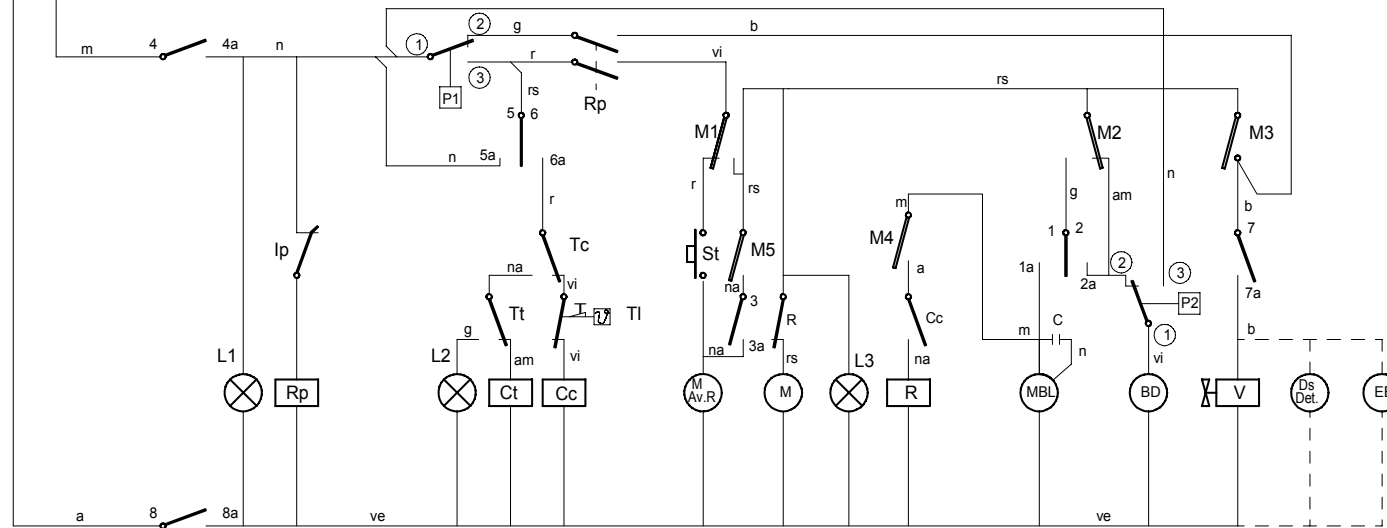 2
g
b
1
4
4a
n
m
r
vi
3
P1
rs
rs
Rp
5
6
M1
M2
M3
n
5a
6a
n
r
rs
g
am
m
b
r
Ip
Tc
St
M5
M4
1
2
7
na
a
1a
2
3
2a
na
vi
P2
7a
3
Tt
Tl
R
Cc
C
m
1
b
g
na
3a
n
L1
L2
am
vi
rs
L3
na
vi
Rp
Ct
Cc
M
Av.R
M
R
MBL
BD
V
Ds
Det.
a
8
8a
ve
ve